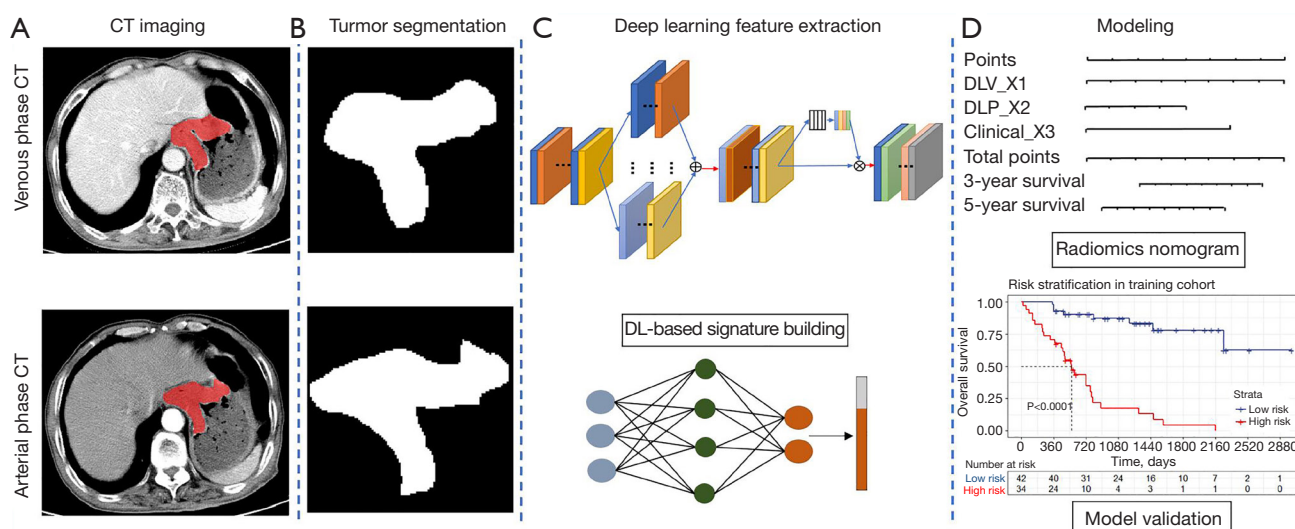 A
CT imaging
B
Turmor segmentation
C
Deep learning feature extraction
D
Modeling
Venous phase CT
Arterial phase CT
DL-based signature building
Points
DLV_X1
DLP_X2
Clinical_X3
Total points
3-year survival
5-year survival
Radiomics nomogram
Risk stratification in training cohort
Overall survival
1.00
0.75
0.50
0.25
0.00
P<0.0001
Strata
Low risk
High risk
0 360 720 1080 1440 1800 2160 2520 2880
Time, days
Number at risk
Low risk 42 40 31 24 16 10 7 2 1
High risk 34 24 10 4 3 1 1 0 0
Model validation